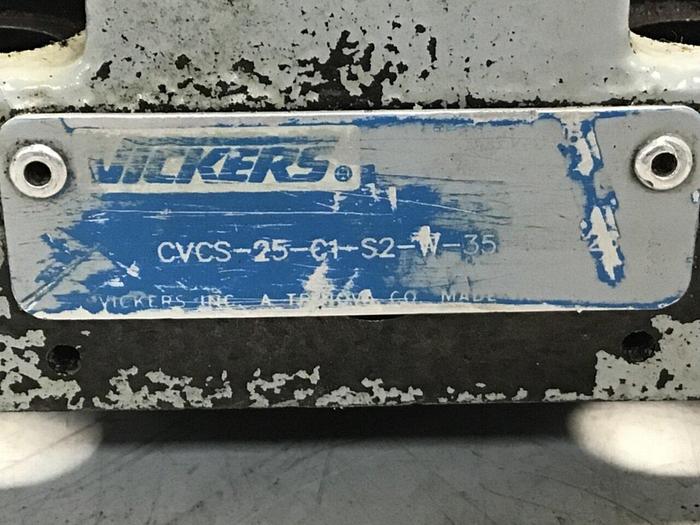 VICKERS®
CVCS-25-C1-S2-W-35
VICKERS INC. A TRINOVA CO. MADE